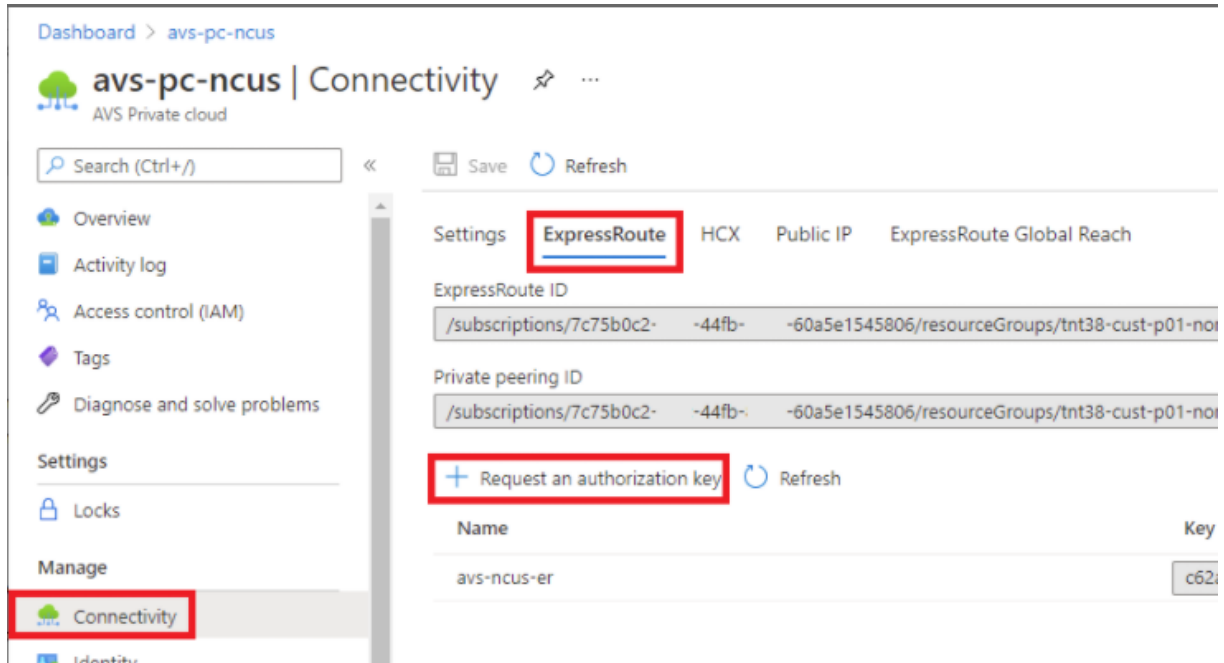 Dashboard > avs-pc-ncus
avs-pc-ncus | Connectivity ...
AVS Private cloud
Search (Ctrl+/) «
Save Refresh
Overview
Activity log
Access control (IAM)
Tags
Diagnose and solve problems
Settings
Locks
Manage
Connectivity
Identity
Settings ExpressRoute HCX Public IP ExpressRoute Global Reach
ExpressRoute ID
/subscriptions/7c75b0c2- -44fb- -60a5e1545806/resourceGroups/tnt38-cust-p01-nor
Private peering ID
/subscriptions/7c75b0c2- -44fb- -60a5e1545806/resourceGroups/tnt38-cust-p01-nor
+ Request an authorization key Refresh
Name Key
avs-ncus-er c62a